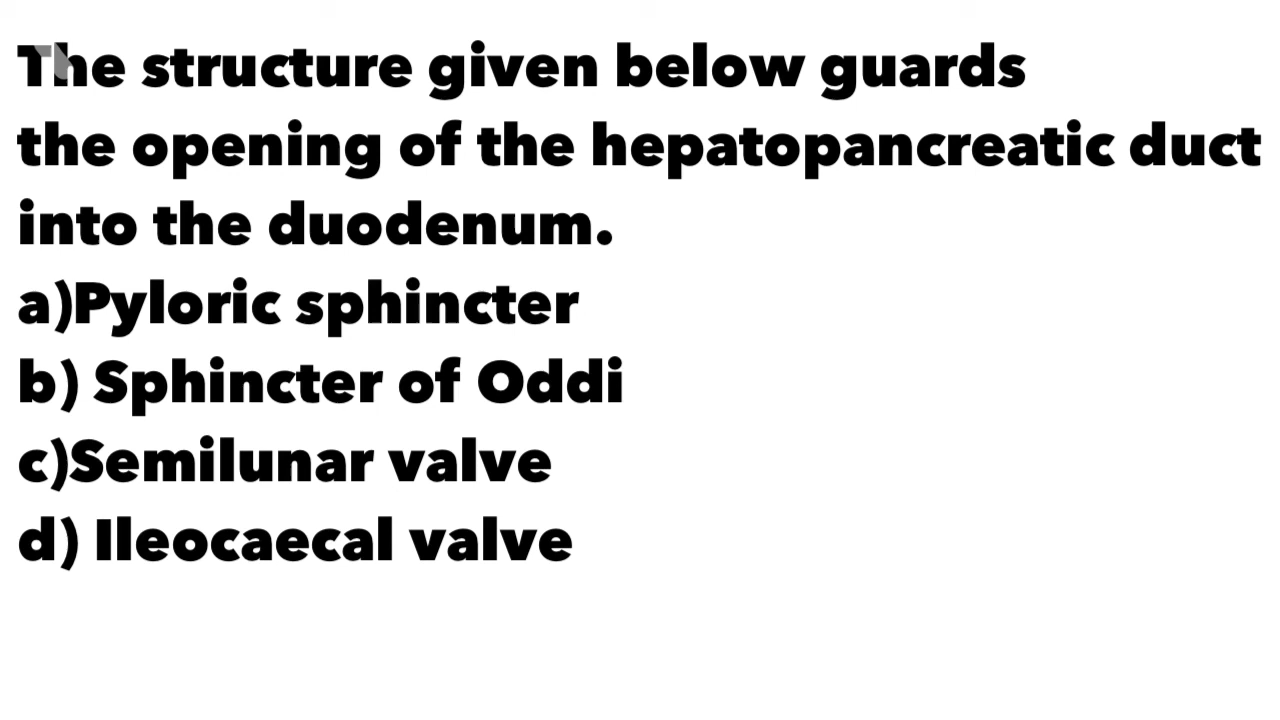 The structure given below guards
the opening of the hepatopancreatic duct
into the duodenum.
a)Pyloric sphincter
b) Sphincter of Oddi
c)Semilunar valve
d) Ileocaecal valve